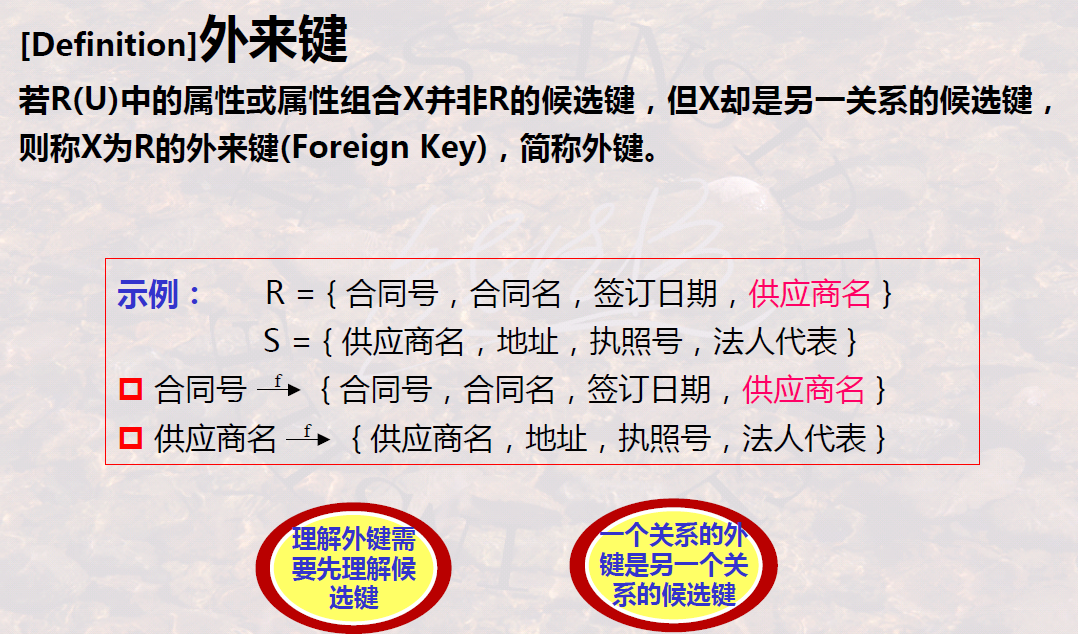 [Definition]外来键
若R(U)中的属性或属性组合X并非R的候选键，但X却是另一关系的候选键，
则称X为R的外来键(Foreign Key)，简称外键。
示例： R = { 合同号，合同名，签订日期，供应商名 }
S = { 供应商名，地址，执照号，法人代表 }
合同号 f→ { 合同号，合同名，签订日期，供应商名 }
供应商名 f→ { 供应商名，地址，执照号，法人代表 }
理解外键需
要先理解候
选键
一个关系的外
键是另一个关
系的候选键